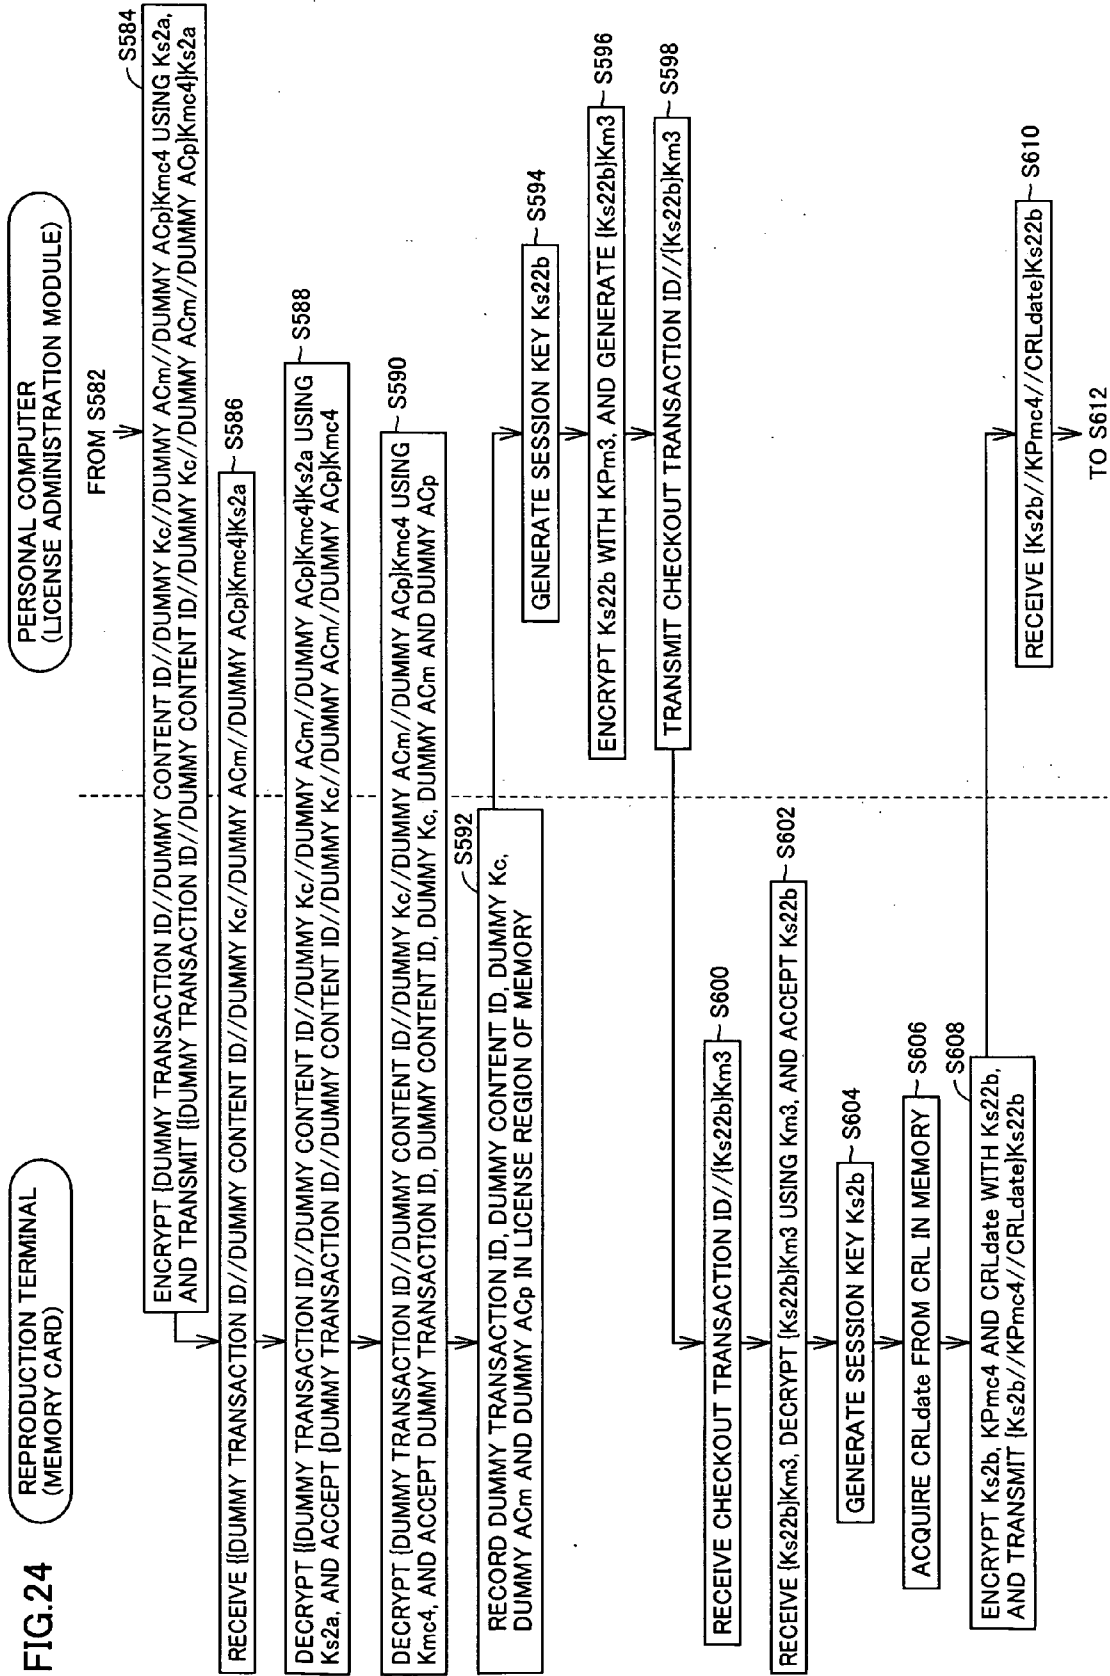 FIG.24
REPRODUCTION TERMINAL
(MEMORY CARD)
PERSONAL COMPUTER
(LICENSE ADMINISTRATION MODULE)
FROM S582
S584
ENCRYPT {DUMMY TRANSACTION ID//DUMMY CONTENT ID//DUMMY Kc//DUMMY ACm//DUMMY ACp}Kmc4 USING Ks2a,
AND TRANSMIT {{DUMMY TRANSACTION ID//DUMMY CONTENT ID//DUMMY Kc//DUMMY ACm//DUMMY ACp}Kmc4}Ks2a
RECEIVE {{DUMMY TRANSACTION ID//DUMMY CONTENT ID//DUMMY Kc//DUMMY ACm//DUMMY ACp}Kmc4}Ks2a
S586
DECRYPT {{DUMMY TRANSACTION ID//DUMMY CONTENT ID//DUMMY Kc//DUMMY ACm//DUMMY ACp}Kmc4}Ks2a USING
Ks2a, AND ACCEPT {DUMMY TRANSACTION ID//DUMMY CONTENT ID//DUMMY Kc//DUMMY ACm//DUMMY ACp}Kmc4
S588
DECRYPT {DUMMY TRANSACTION ID//DUMMY CONTENT ID//DUMMY Kc//DUMMY ACm//DUMMY ACp}Kmc4 USING
Kmc4, AND ACCEPT DUMMY TRANSACTION ID, DUMMY CONTENT ID, DUMMY Kc, DUMMY ACm AND DUMMY ACp
S590
S592
RECORD DUMMY TRANSACTION ID, DUMMY CONTENT ID, DUMMY Kc,
DUMMY ACm AND DUMMY ACp IN LICENSE REGION OF MEMORY
GENERATE SESSION KEY Ks22b
S594
ENCRYPT Ks22b WITH KPm3, AND GENERATE {Ks22b}Km3
S596
TRANSMIT CHECKOUT TRANSACTION ID//{Ks22b}Km3
S598
RECEIVE CHECKOUT TRANSACTION ID//{Ks22b}Km3
S600
RECEIVE {Ks22b}Km3, DECRYPT {Ks22b}Km3 USING Km3, AND ACCEPT Ks22b
S602
GENERATE SESSION KEY Ks2b
S604
ACQUIRE CRLdate FROM CRL IN MEMORY
S606
S608
ENCRYPT Ks2b, KPmc4 AND CRLdate WITH Ks22b,
AND TRANSMIT {Ks2b//KPmc4//CRLdate}Ks22b
RECEIVE {Ks2b//KPmc4//CRLdate}Ks22b
S610
TO S612